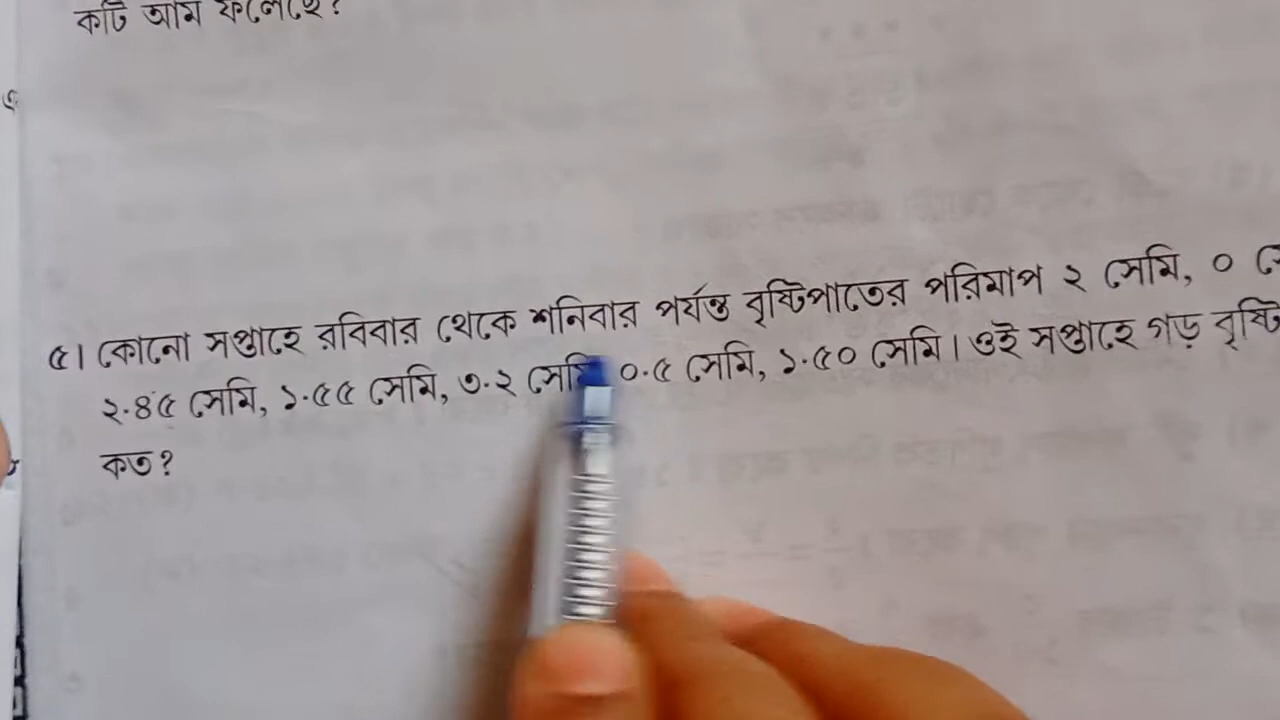 কটি আম ফলেছে?
৫। কোনো সপ্তাহে রবিবার থেকে শনিবার পর্যন্ত বৃষ্টিপাতের পরিমাপ ২ সেমি, ০
২.৪৫ সেমি, ১.৫৫ সেমি, ৩.২ সেমি ০.৫ সেমি, ১.৫০ সেমি। ওই সপ্তাহে গড় বৃষ্টি
কত?